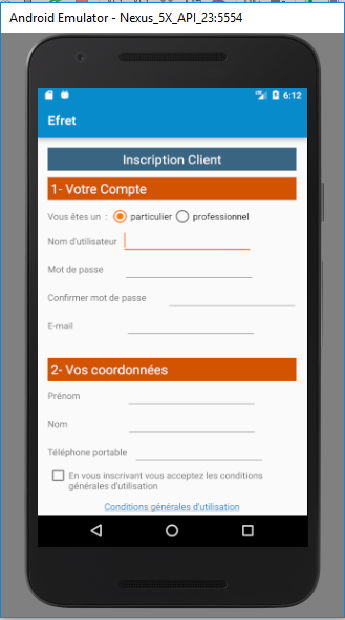 Android Emulator - Nexus_5X_API_23:5554
6:12
Efret
Inscription Client
1- Votre Compte
Vous êtes un : particulier professionnel
Nom d'utilisateur
Mot de passe
Confirmer mot de passe
E-mail
2- Vos coordonnées
Prénom
Nom
Téléphone portable
En vous inscrivant vous acceptez les conditions
générales d'utilisation
Conditions générales d'utilisation